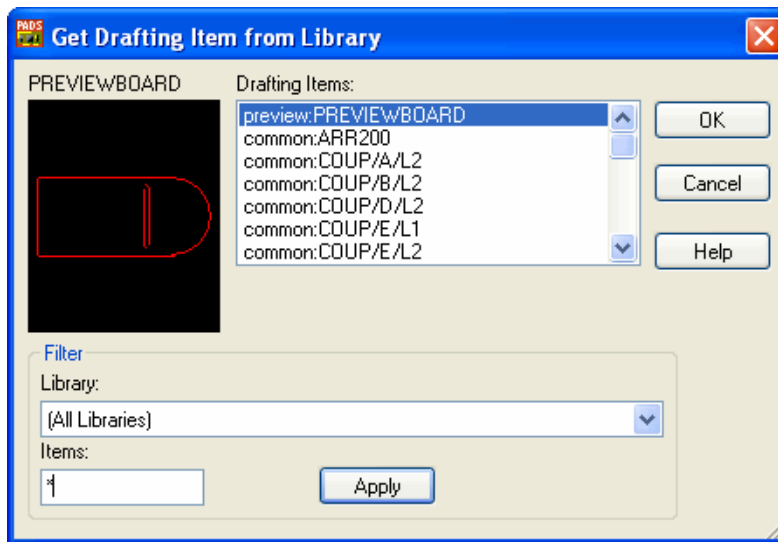 PADS
Get Drafting Item from Library
PREVIEWBOARD
Drafting Items:
preview:PREVIEWBOARD
common:ARR200
common:COUP/A/L2
common:COUP/B/L2
common:COUP/D/L2
common:COUP/E/L1
common:COUP/E/L2
OK
Cancel
Help
Filter
Library:
(All Libraries)
Items:
*
Apply